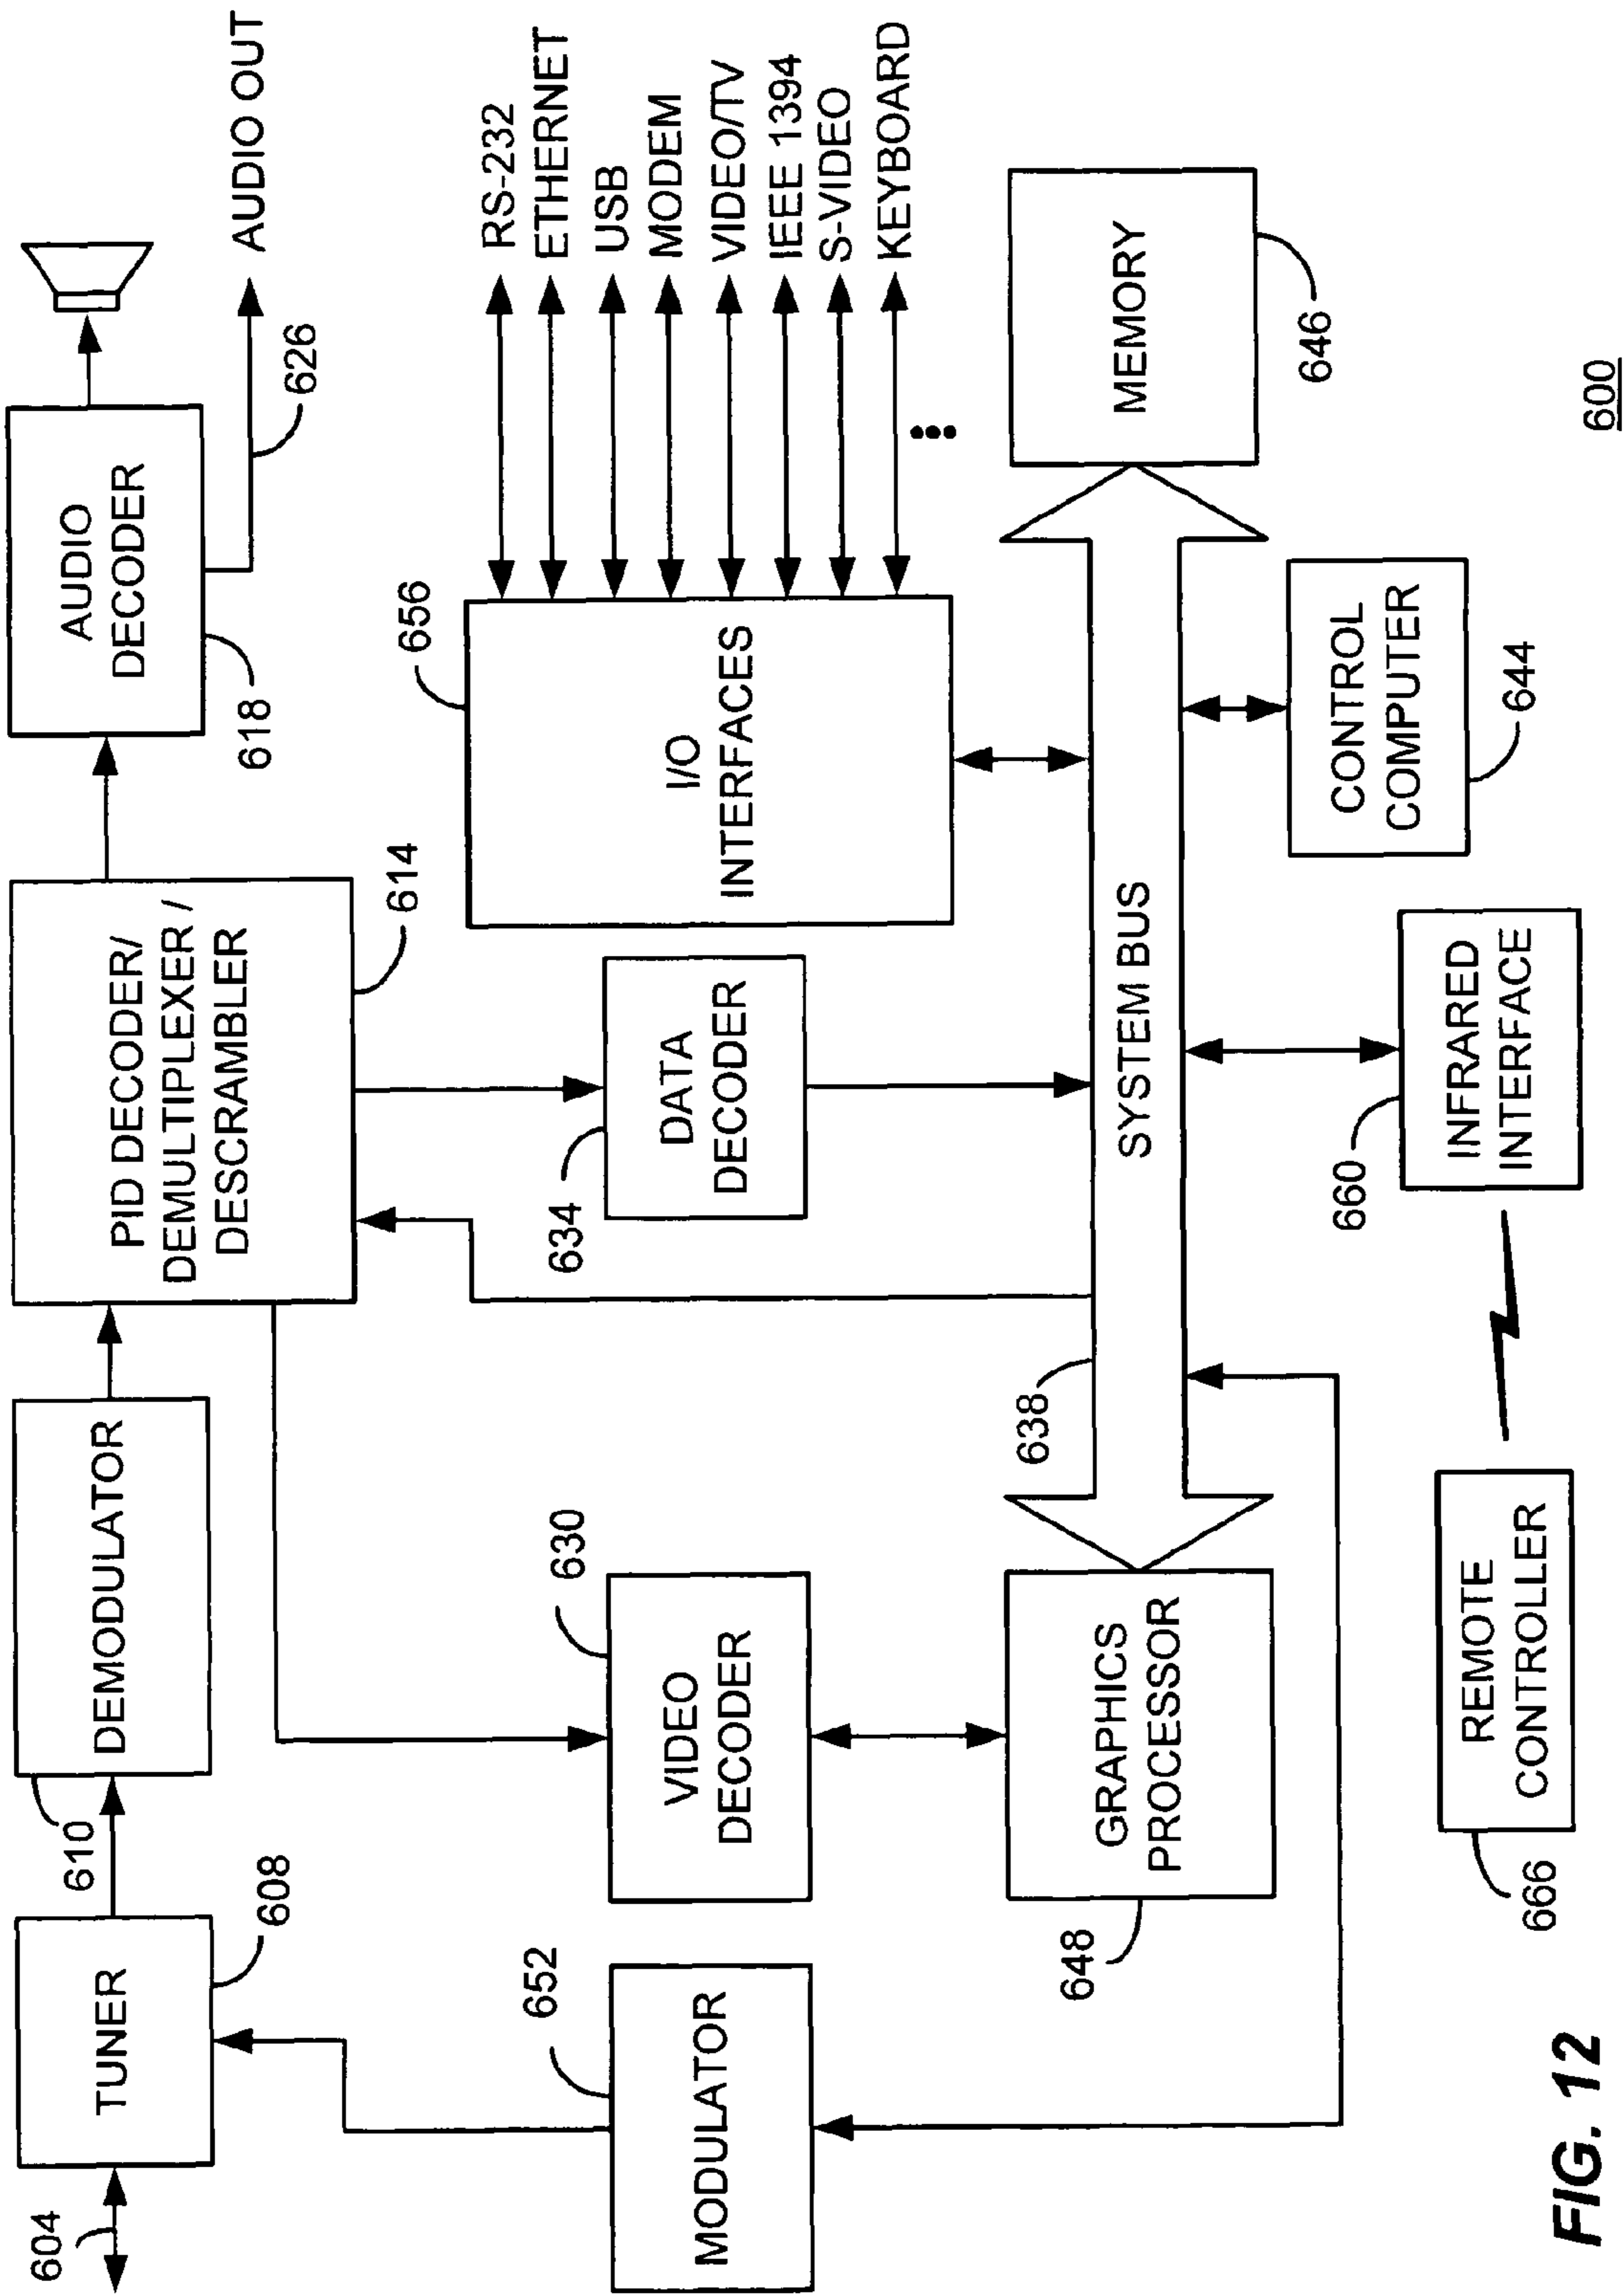 604
TUNER
608
610
DEMODULATOR
PID DECODER/
DEMULTIPLEXER /
DESCRAMBLER
614
AUDIO
DECODER
618
626
AUDIO OUT
652
MODULATOR
630
VIDEO
DECODER
634
DATA
DECODER
656
I/O
INTERFACES
RS-232
ETHERNET
USB
MODEM
VIDEO/TV
IEEE 1394
S-VIDEO
KEYBOARD
648
GRAPHICS
PROCESSOR
638
SYSTEM BUS
MEMORY
646
666
REMOTE
CONTROLLER
660
INFRARED
INTERFACE
CONTROL
COMPUTER
644
FIG. 12
600